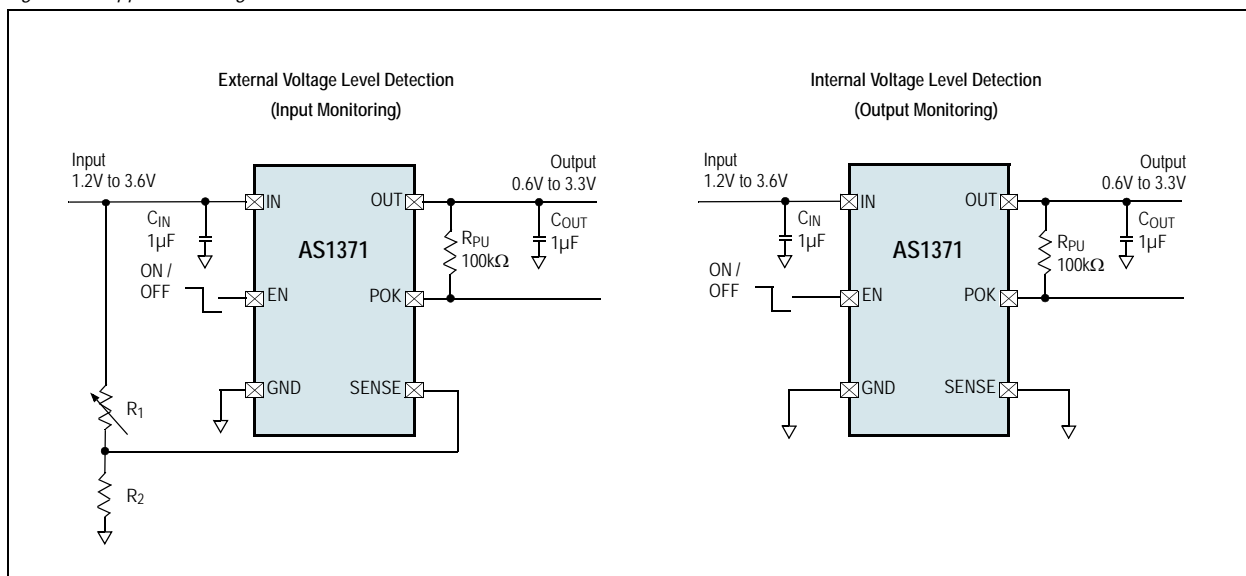 External Voltage Level Detection
(Input Monitoring)
Input
1.2V to 3.6V
Output
0.6V to 3.3V
IN
OUT
CIN
1µF
COUT
1µF
RPU
100kΩ
AS1371
ON /
OFF
EN
POK
GND
SENSE
R1
R2
Internal Voltage Level Detection
(Output Monitoring)
Input
1.2V to 3.6V
Output
0.6V to 3.3V
IN
OUT
CIN
1µF
COUT
1µF
RPU
100kΩ
AS1371
ON /
OFF
EN
POK
GND
SENSE